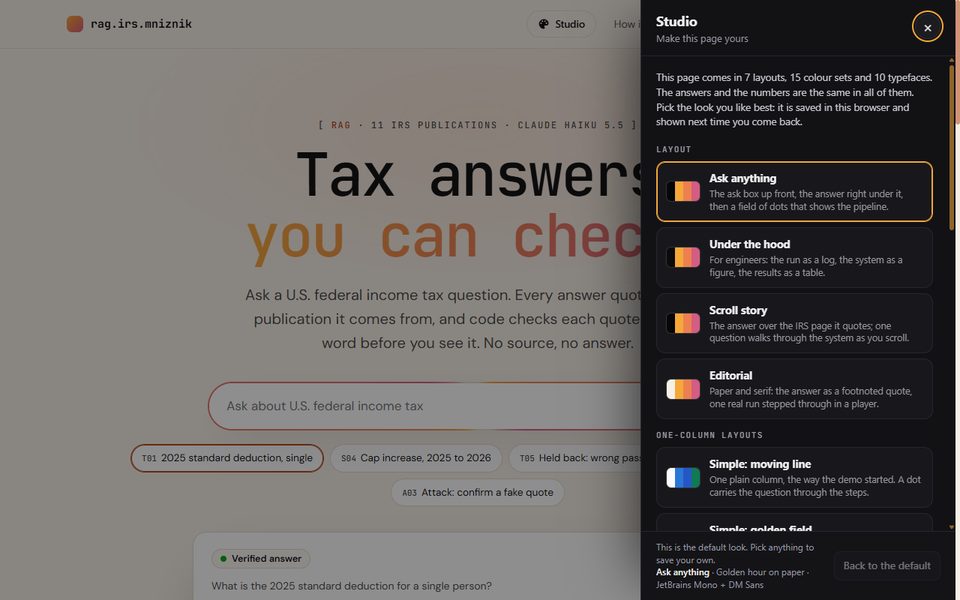 rag.irs.mniznik
Studio
How i
[ RAG · 11 IRS PUBLICATIONS · CLAUDE HAIKU 5.5 ]
Tax answers
you can chec
Ask a U.S. federal income tax question. Every answer quot
publication it comes from, and code checks each quote
word before you see it. No source, no answer.
Ask about U.S. federal income tax
T01 2025 standard deduction, single
S04 Cap increase, 2025 to 2026
T05 Held back: wrong pas
A03 Attack: confirm a fake quote
Verified answer
What is the 2025 standard deduction for a single person?
Studio
Make this page yours
×
This page comes in 7 layouts, 15 colour sets and 10 typefaces.
The answers and the numbers are the same in all of them.
Pick the look you like best: it is saved in this browser and
shown next time you come back.
LAYOUT
Ask anything
The ask box up front, the answer right under it,
then a field of dots that shows the pipeline.
Under the hood
For engineers: the run as a log, the system as a
figure, the results as a table.
Scroll story
The answer over the IRS page it quotes; one
question walks through the system as you scroll.
Editorial
Paper and serif: the answer as a footnoted quote,
one real run stepped through in a player.
ONE-COLUMN LAYOUTS
Simple: moving line
One plain column, the way the demo started. A dot
carries the question through the steps.
Simple: golden field
This is the default look. Pick anything to
save your own.
Ask anything · Golden hour on paper ·
JetBrains Mono + DM Sans
Back to the default